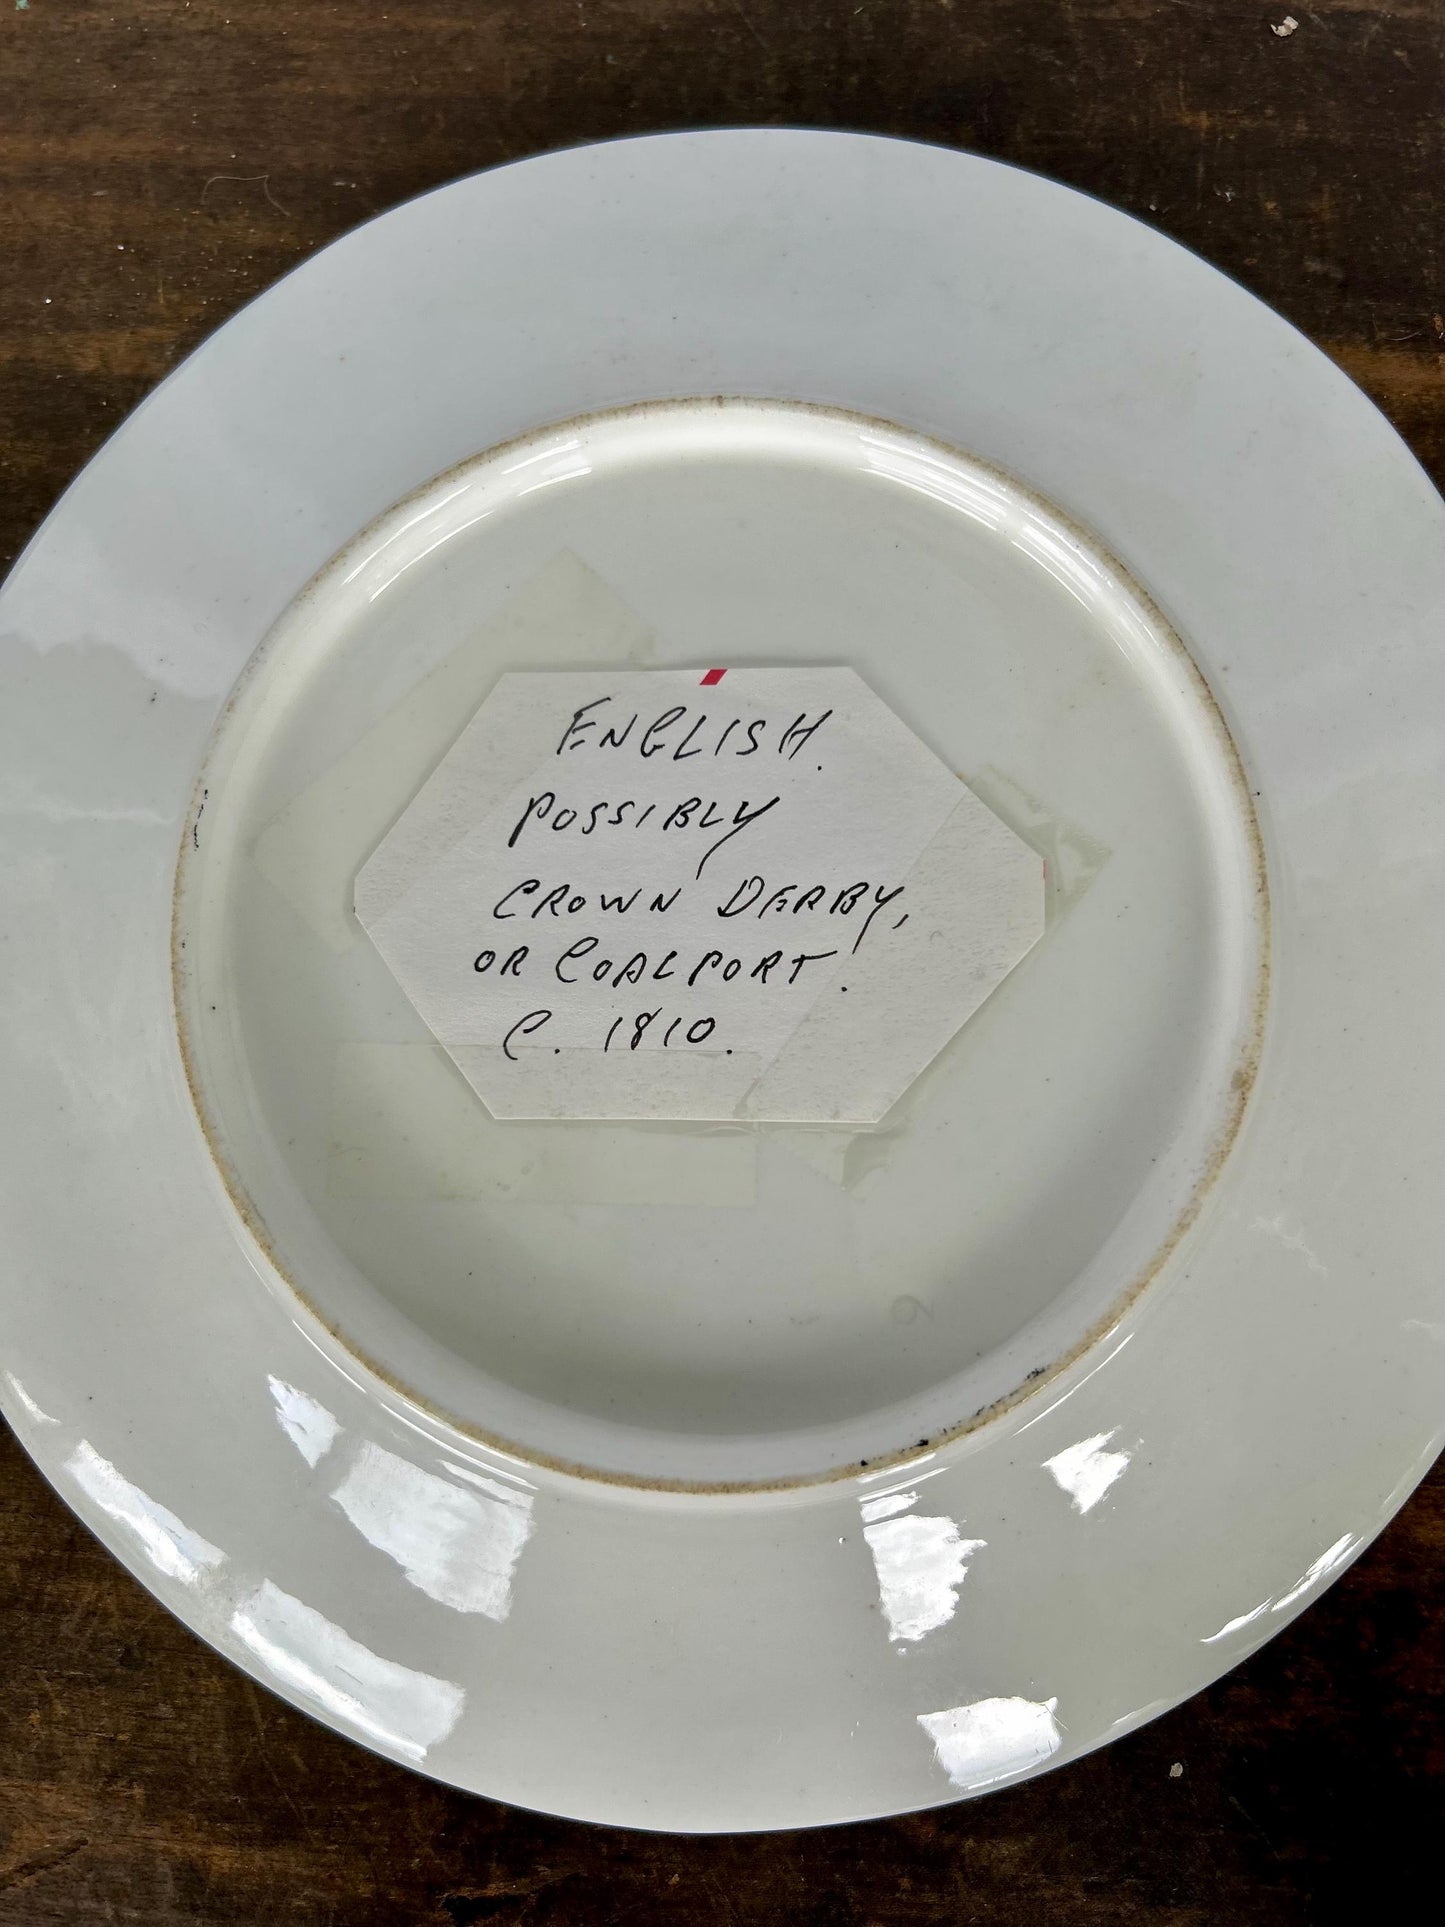 ENGLISH.
POSSIBLY
CROWN DERBY,
OR COALPORT.
C. 1810.